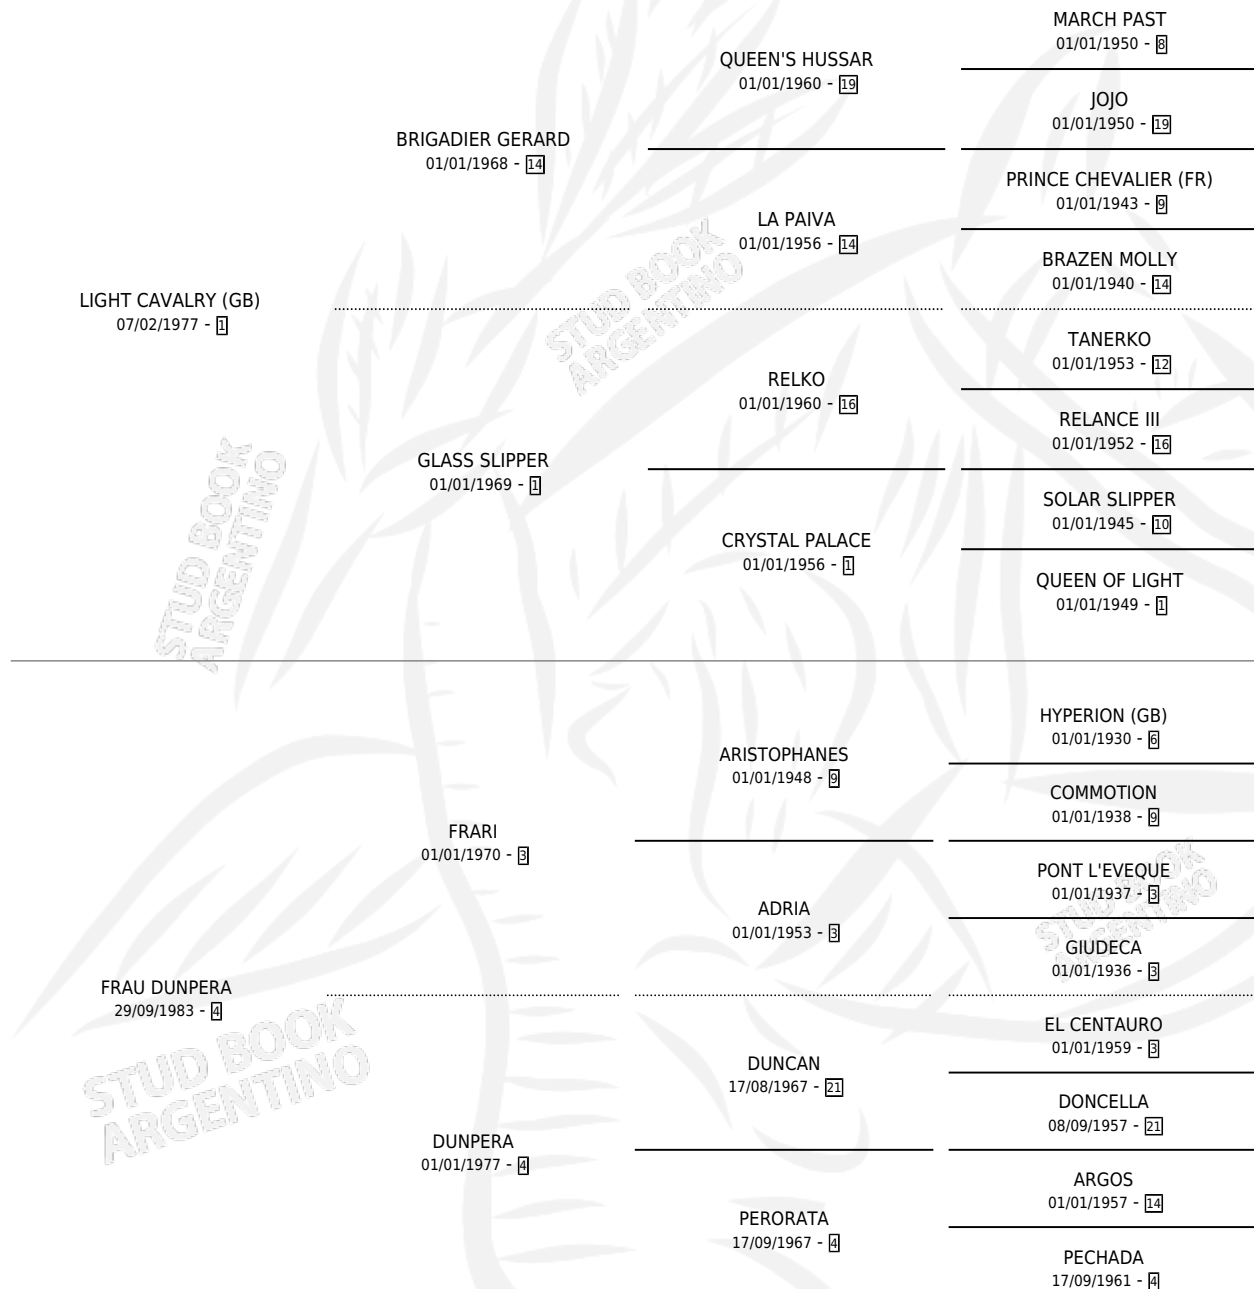 MARCH PAST
01/01/1950 - 8
QUEEN'S HUSSAR
01/01/1960 - 19
JOJO
01/01/1950 - 19
BRIGADIER GERARD
01/01/1968 - 14
PRINCE CHEVALIER (FR)
01/01/1943 - 9
LA PAIVA
01/01/1956 - 14
BRAZEN MOLLY
01/01/1940 - 14
LIGHT CAVALRY (GB)
07/02/1977 - 1
STUD BOOK
ARGENTINO
TANERKO
01/01/1953 - 12
RELKO
01/01/1960 - 16
RELANCE III
01/01/1952 - 16
GLASS SLIPPER
01/01/1969 - 1
SOLAR SLIPPER
01/01/1945 - 10
CRYSTAL PALACE
01/01/1956 - 1
QUEEN OF LIGHT
01/01/1949 - 1
STUD BOOK
ARGENTINO
HYPERION (GB)
01/01/1930 - 6
ARISTOPHANES
01/01/1948 - 9
COMMOTION
01/01/1938 - 9
FRARI
01/01/1970 - 3
PONT L'EVEQUE
01/01/1937 - 3
ADRIA
01/01/1953 - 3
GIUDECA
01/01/1936 - 3
STUD BOOK
ARGENTINO
FRAU DUNPERA
29/09/1983 - 4
EL CENTAURO
01/01/1959 - 3
DUNCAN
17/08/1967 - 21
DONCELLA
08/09/1957 - 21
STUD BOOK
ARGENTINO
DUNPERA
01/01/1977 - 4
ARGOS
01/01/1957 - 14
PERORATA
17/09/1967 - 4
PECHADA
17/09/1961 - 4